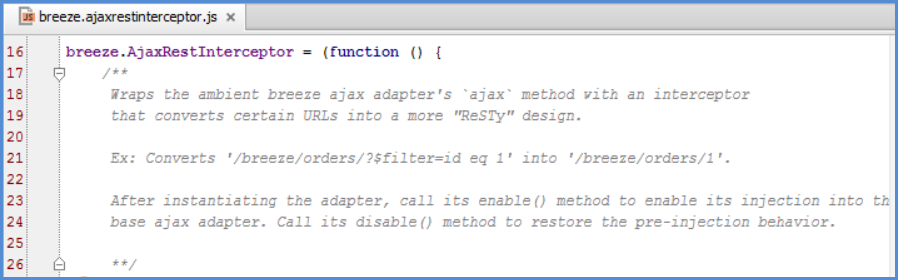 JS breeze.ajaxrestinterceptor.js ×
16 breeze.AjaxRestInterceptor = (function () {
17 /**
18 Wraps the ambient breeze ajax adapter's `ajax` method with an interceptor
19 that converts certain URLs into a more "ReSTy" design.
20
21 Ex: Converts '/breeze/orders/?$filter=id eq 1' into '/breeze/orders/1'.
22
23 After instantiating the adapter, call its enable() method to enable its injection into th
24 base ajax adapter. Call its disable() method to restore the pre-injection behavior.
25
26 **/